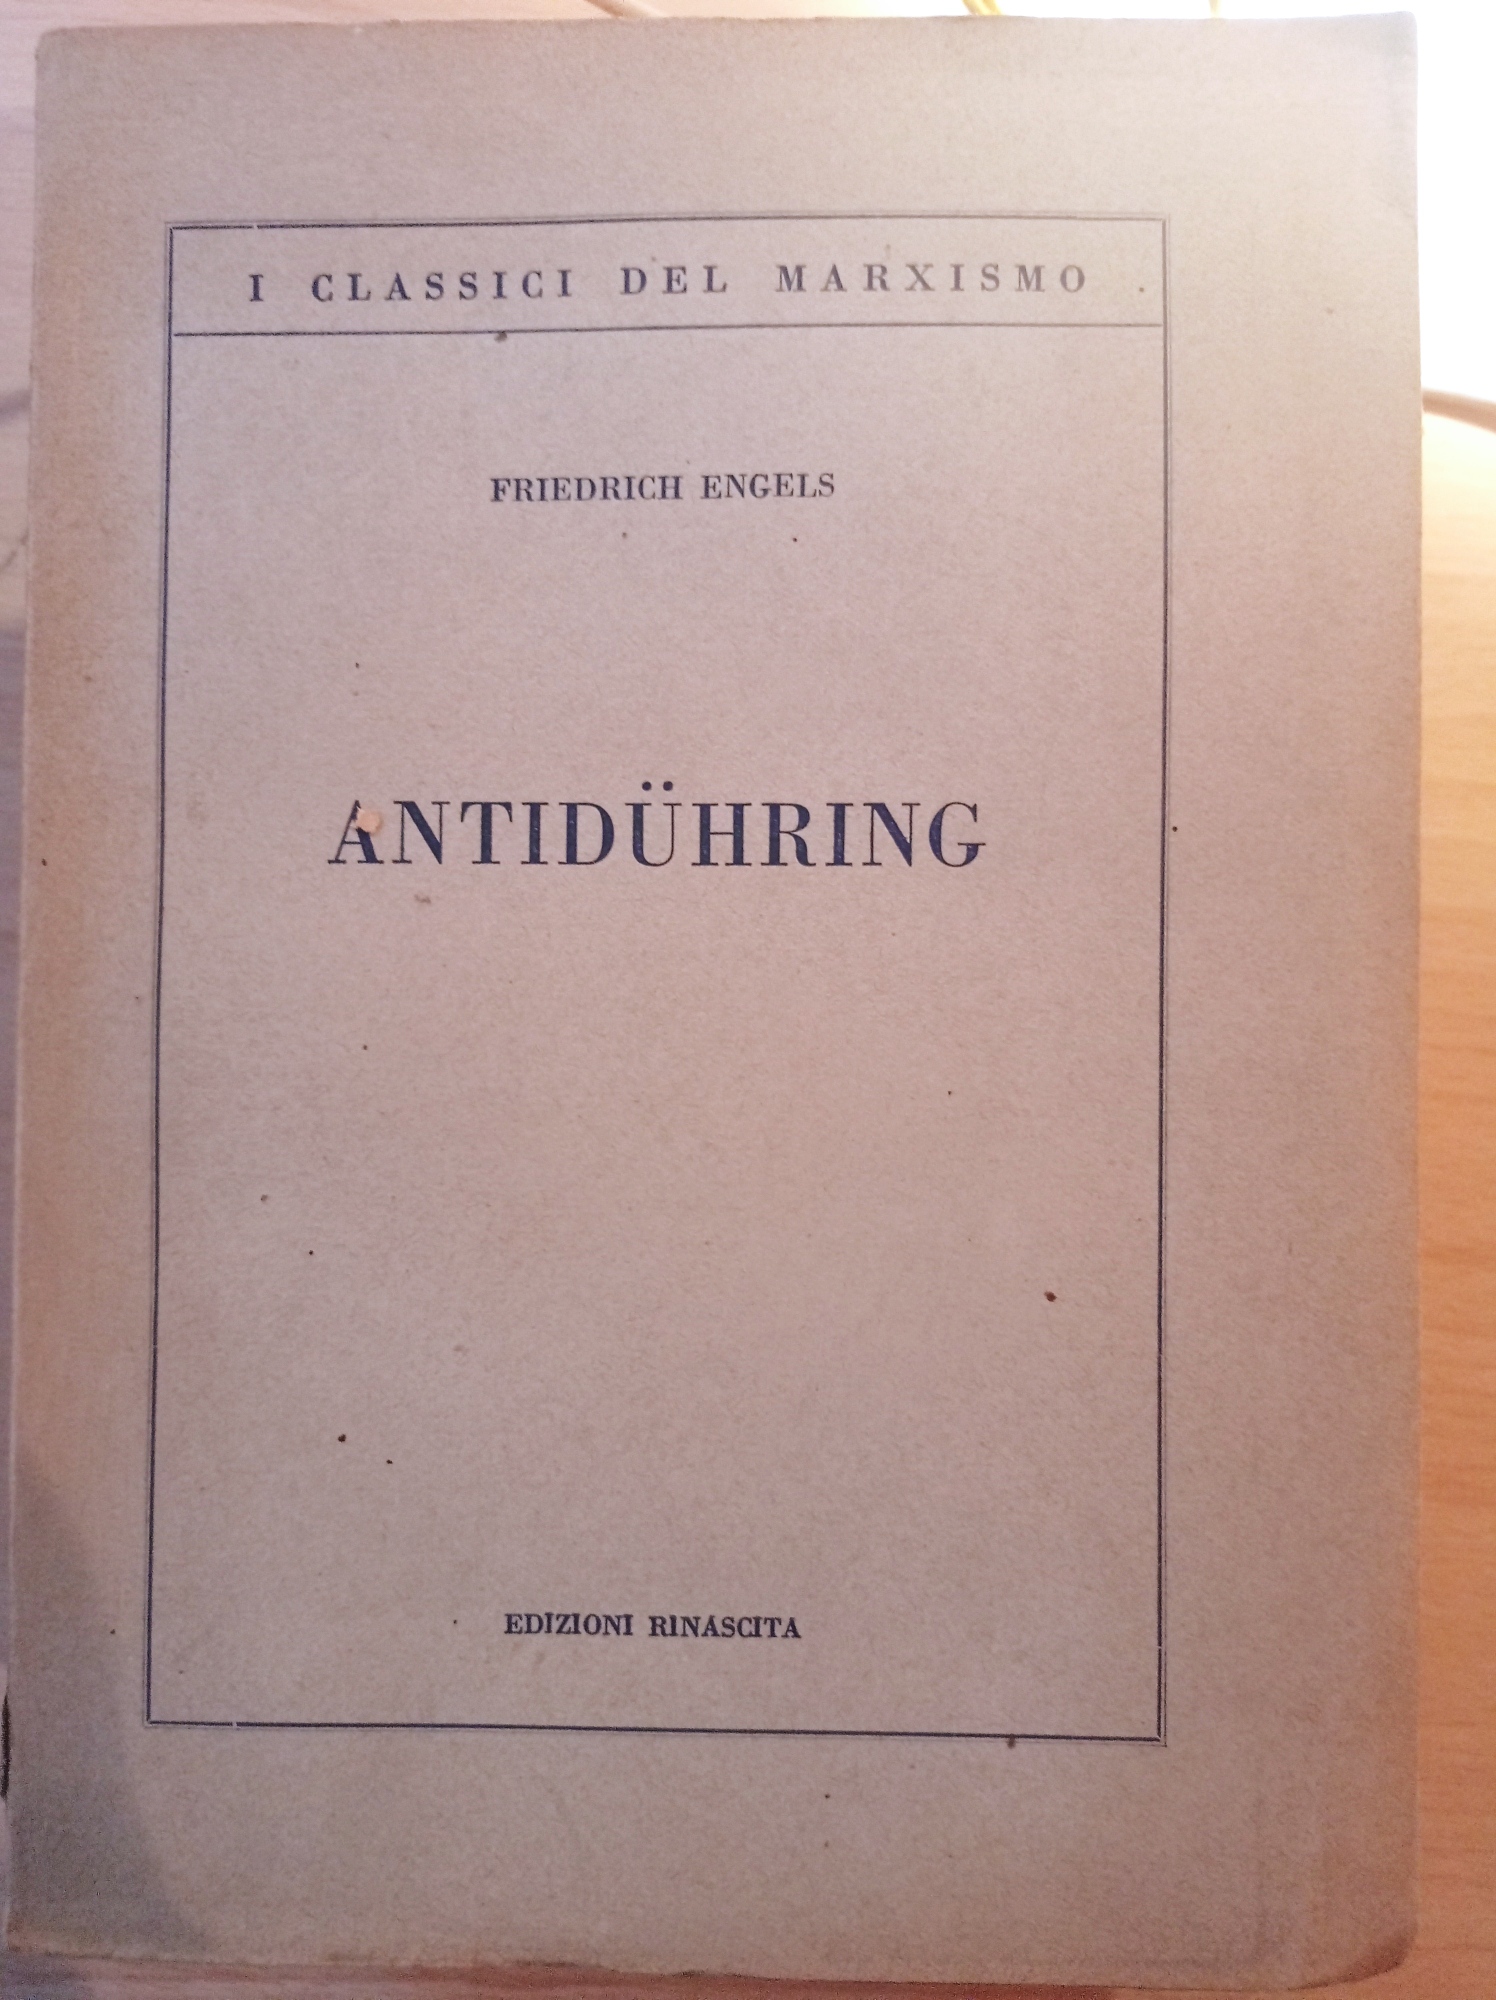 I CLASSICI DEL MARXISMO
FRIEDRICH ENGELS
ANTIDÜHRING
EDIZIONI RINASCITA